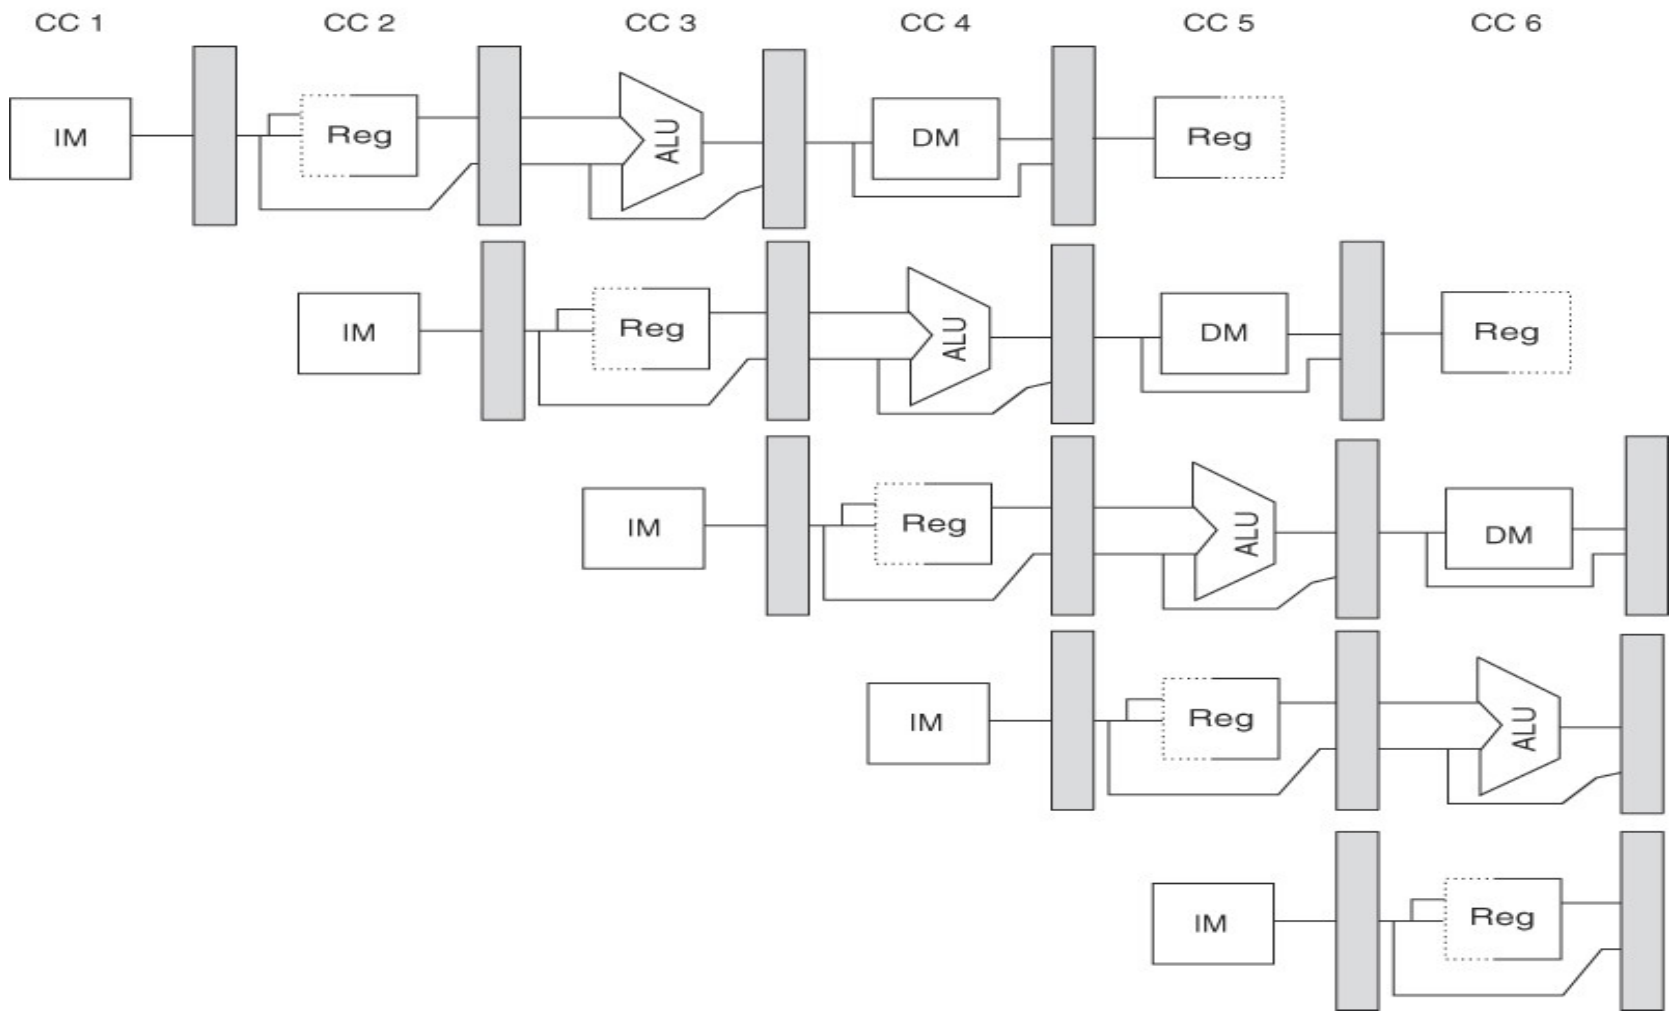 CC 1 CC 2 CC 3 CC 4 CC 5 CC 6
IM Reg ALU DM Reg
IM Reg ALU DM Reg
IM Reg ALU DM
IM Reg ALU
IM Reg